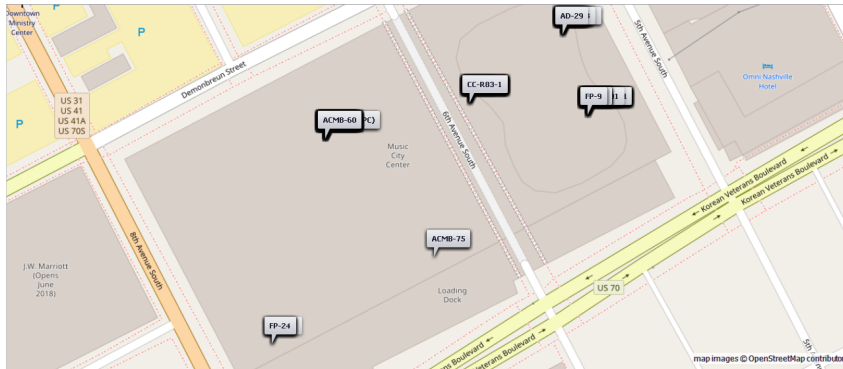 Downtown
Ministry
Center
P
P
P
US 31
US 41
US 41A
US 70S
Demonbreun Street
8th Avenue South
J.W. Marriott
(Opens
June
2018)
ACMB-60
PC)
Music
City
Center
ACMB-75
Loading
Dock
FP-24
CC-R83-1
6th Avenue South
AD-29
FP-9
5th Avenue South
Omni Nashville
Hotel
Korean Veterans Boulevard
Korean Veterans Boulevard
US 70
Boulevard
Veterans Boulevard
5th
map images © OpenStreetMap contributor